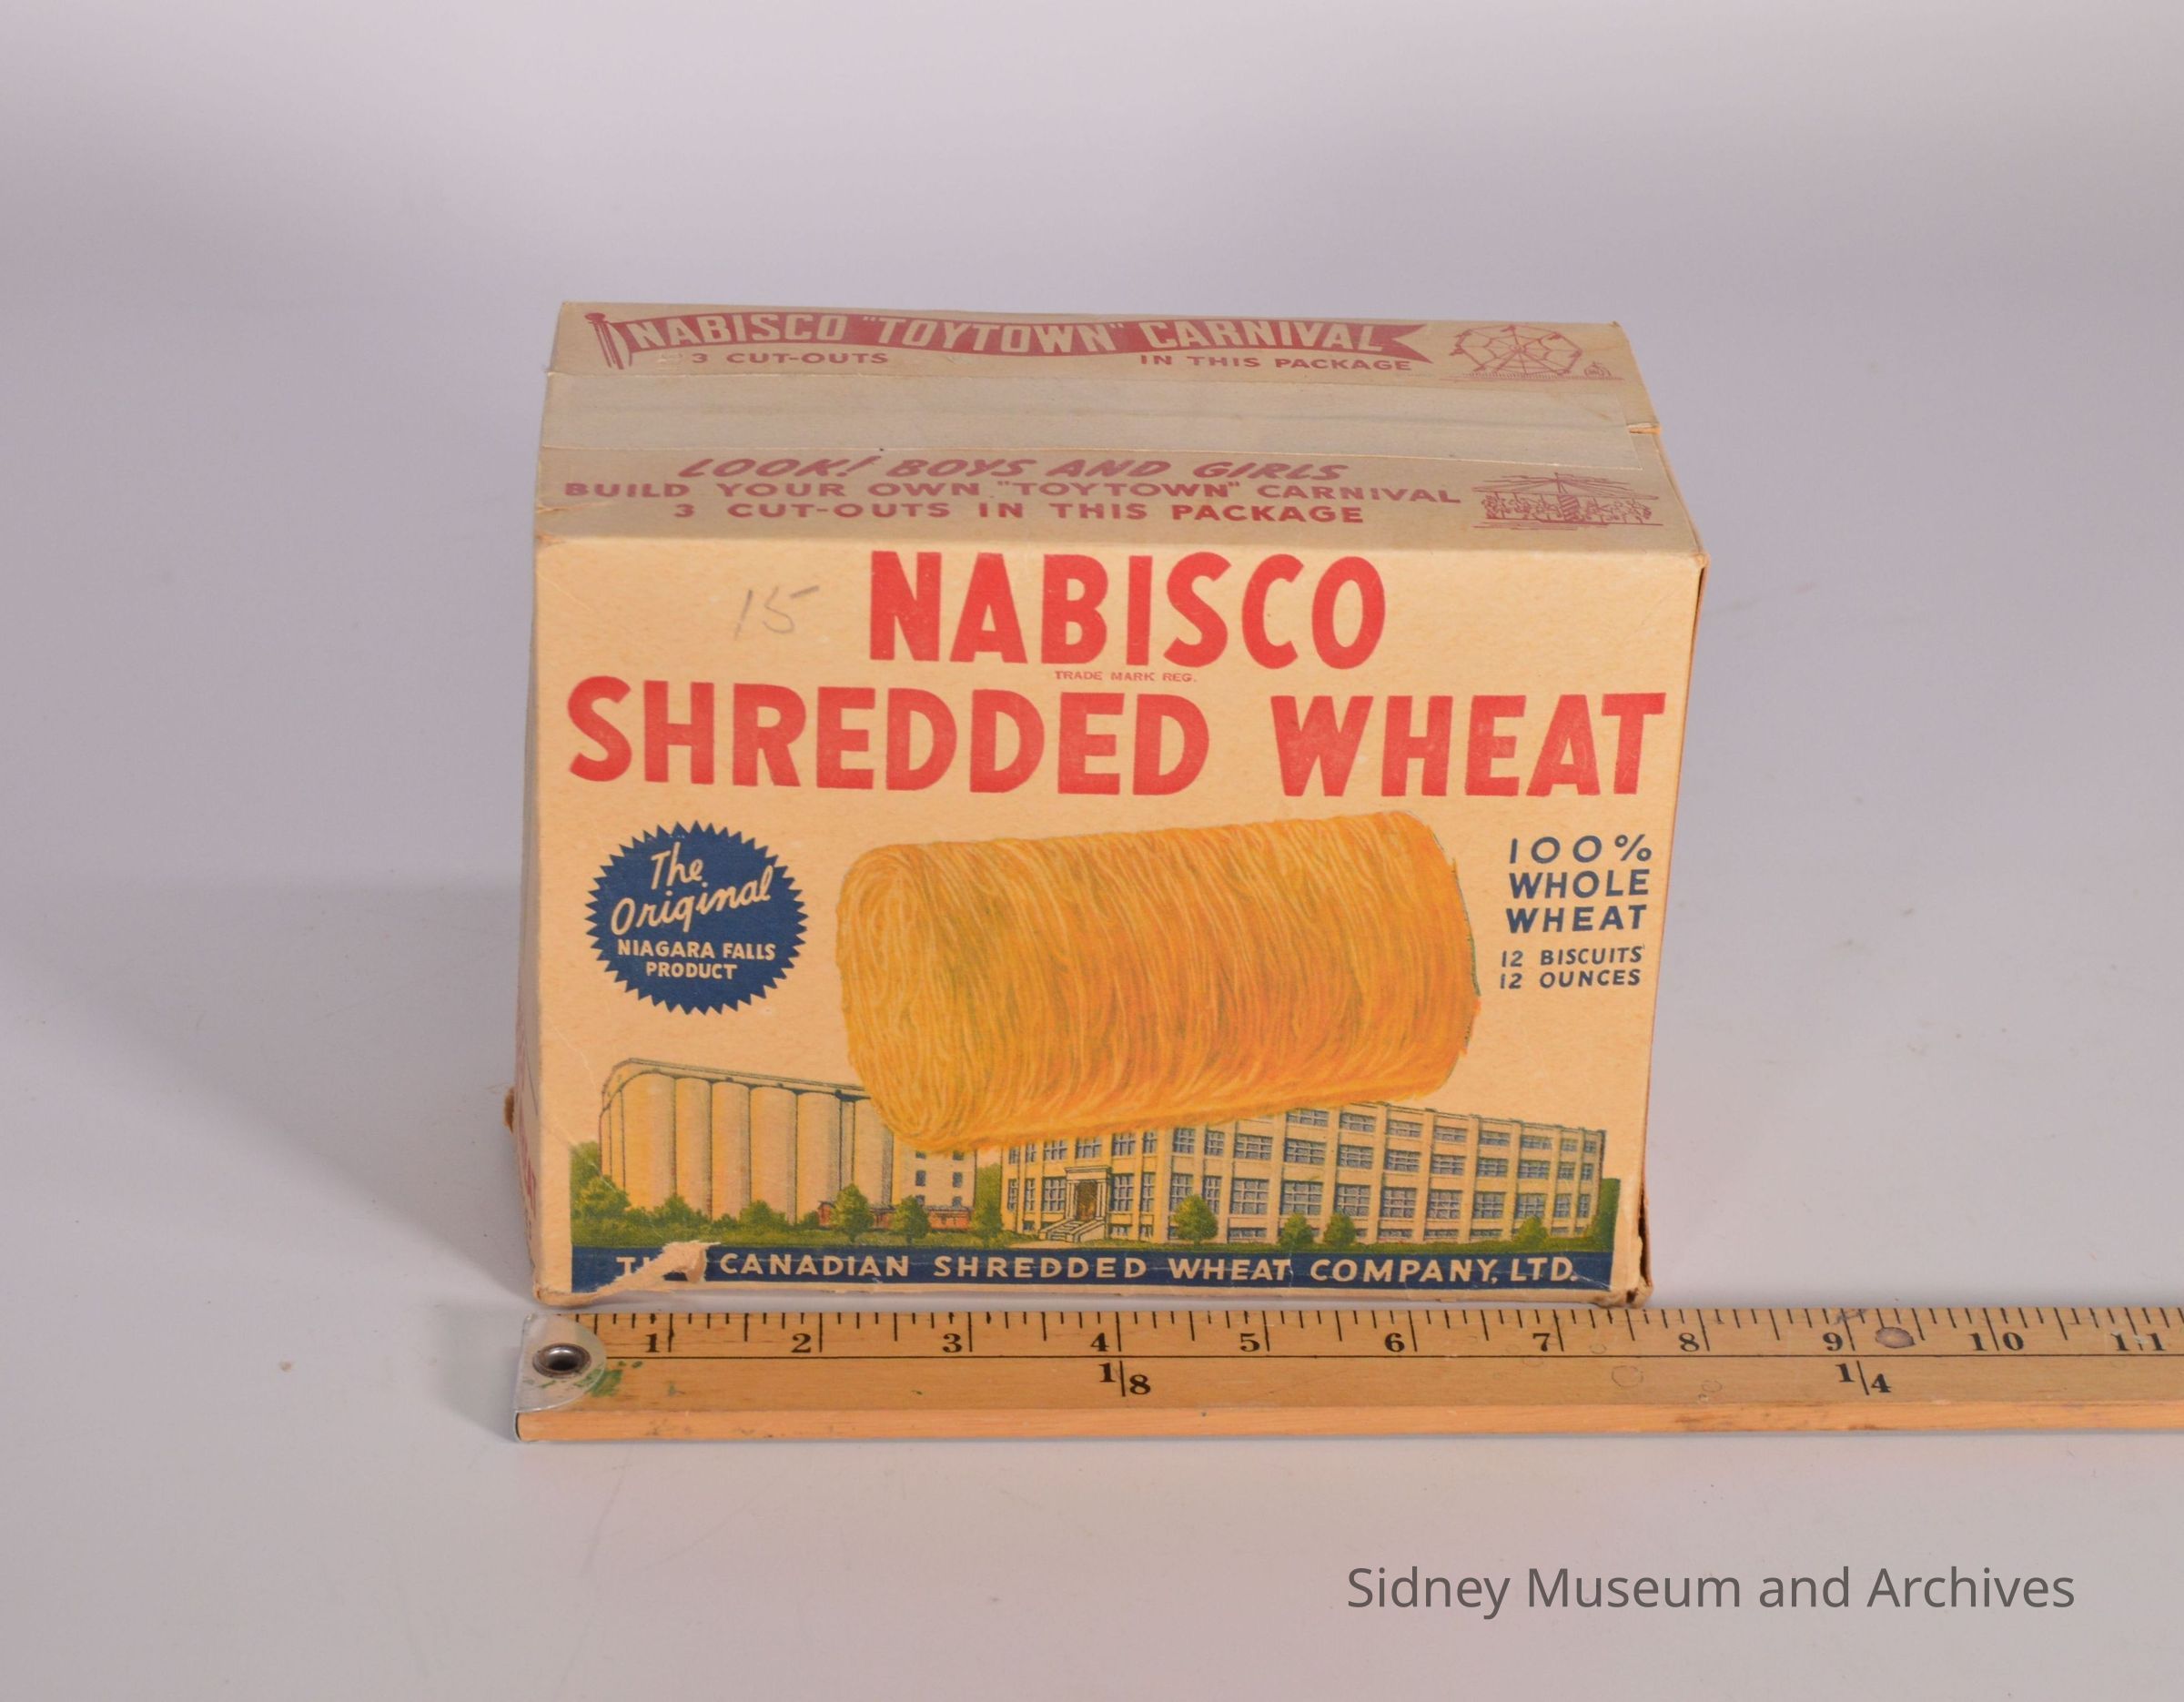 NABISCO "TOYTOWN" CARNIVAL
3 CUT-OUTS IN THIS PACKAGE
LOOK! BOYS AND GIRLS
BUILD YOUR OWN "TOYTOWN" CARNIVAL
3 CUT-OUTS IN THIS PACKAGE
15
NABISCO
TRADE MARK REG.
SHREDDED WHEAT
The
Original
NIAGARA FALLS
PRODUCT
100%
WHOLE
WHEAT
12 BISCUITS
12 OUNCES
CANADIAN SHREDDED WHEAT COMPANY, LTD.
1 2 3 4 5 6 7 8 9 10 11
1/8 1/4
Sidney Museum and Archives